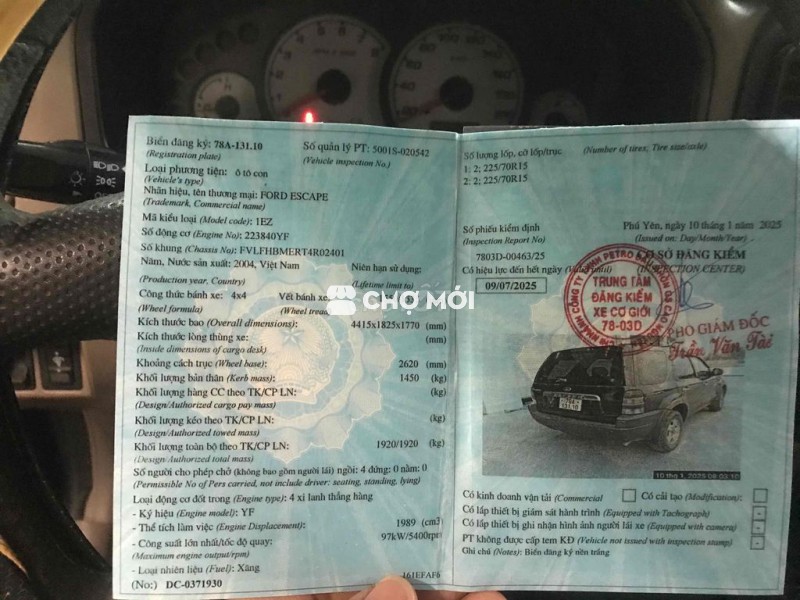 Biển đăng ký: 78A-131.10
(Registration plate)
Số quản lý PT: 5001S-020542
(Vehicle inspection No.)
Loại phương tiện: ô tô con
(Vehicle's type)
Nhãn hiệu, tên thương mại: FORD ESCAPE
(Trademark, Commercial name)
Mã kiểu loại (Model code): 1EZ
Số động cơ (Engine No): 223840YF
Số khung (Chassis No): FVLFHBMERT4R02401
Năm, Nước sản xuất: 2004, Việt Nam
Niên hạn sử dụng:
(Production year, Country)
(Lifetime limit to)
Công thức bánh xe: 4x4
Vết bánh xe
(Wheel formula)
(Wheel tread)
Kích thước bao (Overall dimensions): 4415x1825x1770 (mm)
Kích thước lòng thùng xe: (mm)
(Inside dimensions of cargo desk)
Khoảng cách trục: (Wheel base): 2620 (mm)
Khối lượng bản thân (Kerb mass): 1450 (kg)
Khối lượng hàng CC theo TK/CP LN: (kg)
(Design/Authorized cargo pay mass)
Khối lượng kéo theo TK/CP LN: (kg)
(Design/Authorized towed mass)
Khối lượng toàn bộ theo TK/CP LN: 1920/1920 (kg)
(Design/Authorized total mass)
Số người cho phép chở (không bao gồm người lái) ngồi: 4 đứng: 0 nằm: 0
(Permissible No of Pers carried, not include driver: seating, standing, lying)
Loại động cơ đốt trong (Engine type): 4 xi lanh thẳng hàng
- Ký hiệu (Engine model): YF
- Thể tích làm việc (Engine Displacement): 1989 (cm3)
- Công suất lớn nhất/tốc độ quay: 97kW/5400rpm
(Maximum engine output/rpm)
- Loại nhiên liệu (Fuel): Xăng
(No:) DC-0371930
161EFAF6
Số lượng lốp, cỡ lốp/trục (Number of tires; Tire size/axle)
1: 2; 225/70R15
2: 2; 225/70R15
Số phiếu kiểm định
(Inspection Report No)
7803D-00463/25
Phú Yên, ngày 10 tháng 1 năm 2025
(Issued on: Day/Month/Year)
CƠ SỞ ĐĂNG KIỂM
(INSPECTION CENTER)
Có hiệu lực đến hết ngày
09/07/2025
TRUNG TÂM
ĐĂNG KIỂM
XE CƠ GIỚI
78-03D
PHÓ GIÁM ĐỐC
Trần Văn Tài
CHỢ MỚI
Có kinh doanh vận tải (Commercial
Có cải tạo (Modification):
Có lắp thiết bị giám sát hành trình (Equipped with Tachograph)
Có lắp thiết bị ghi nhận hình ảnh người lái xe (Equipped with camera)
PT không được cấp tem KĐ (Vehicle not issued with inspection stamp)
Ghi chú (Notes): Biển đăng ký nền trắng